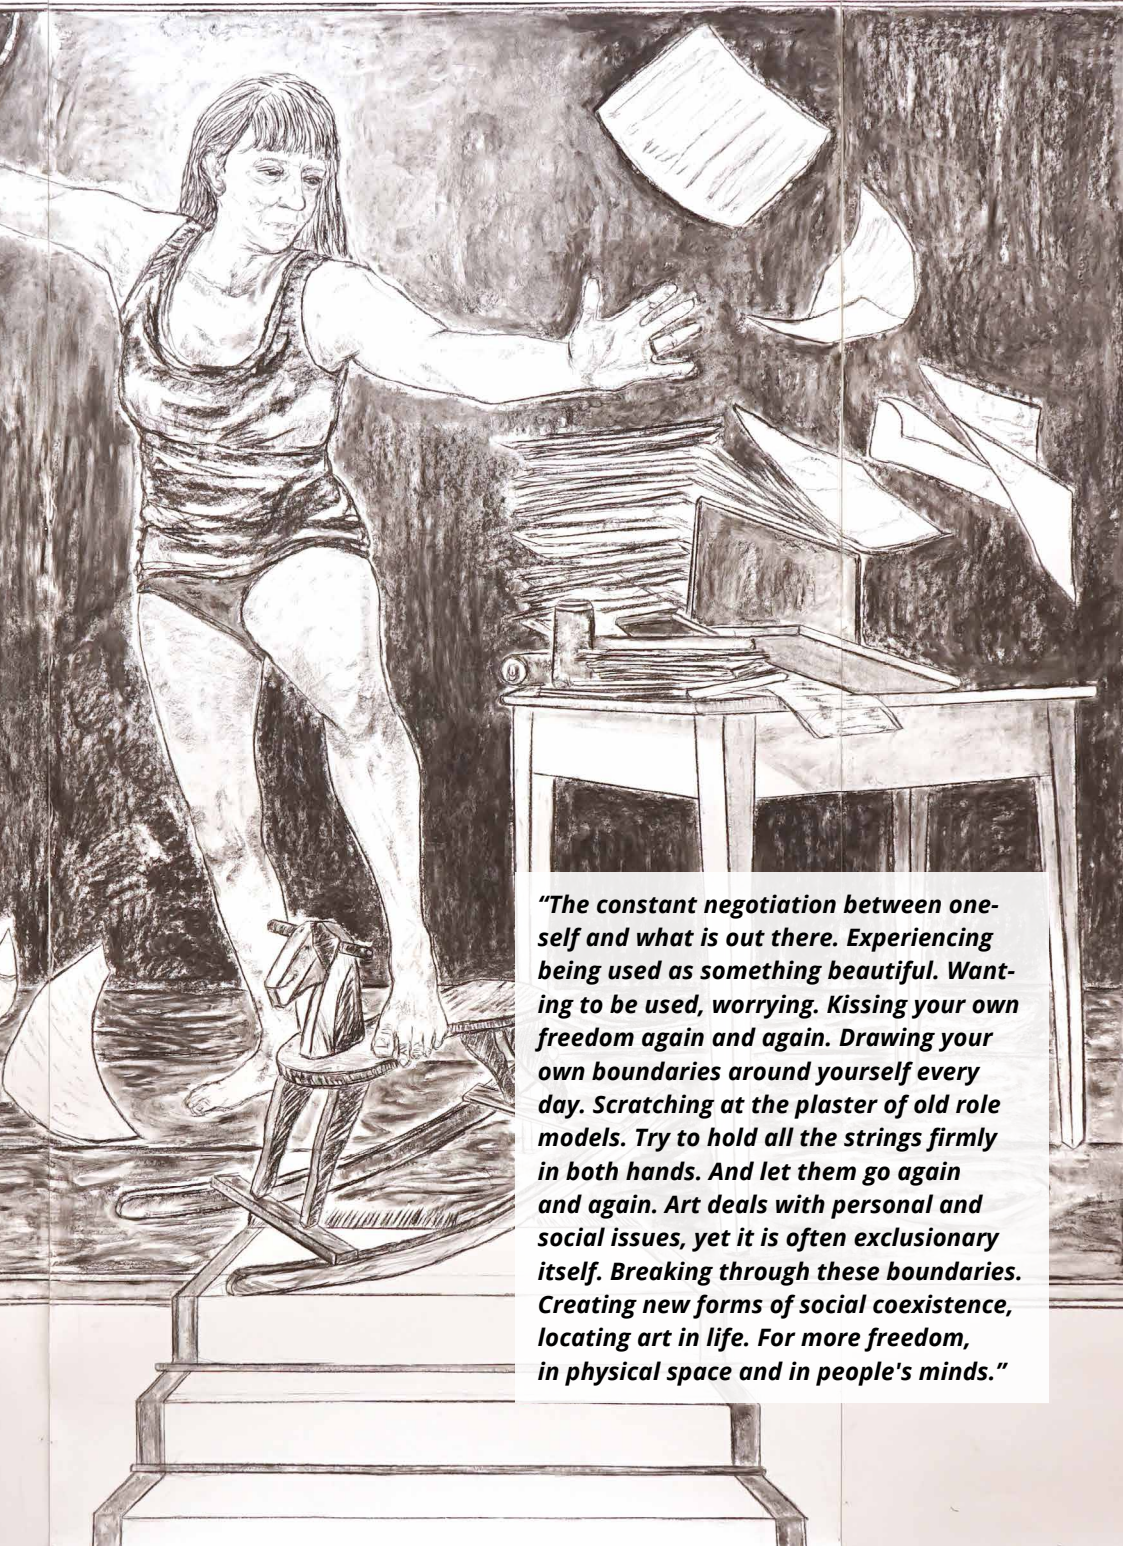 “The constant negotiation between one-
self and what is out there. Experiencing
being used as something beautiful. Want-
ing to be used, worrying. Kissing your own
freedom again and again. Drawing your
own boundaries around yourself every
day. Scratching at the plaster of old role
models. Try to hold all the strings firmly
in both hands. And let them go again
and again. Art deals with personal and
social issues, yet it is often exclusionary
itself. Breaking through these boundaries.
Creating new forms of social coexistence,
locating art in life. For more freedom,
in physical space and in people's minds.”